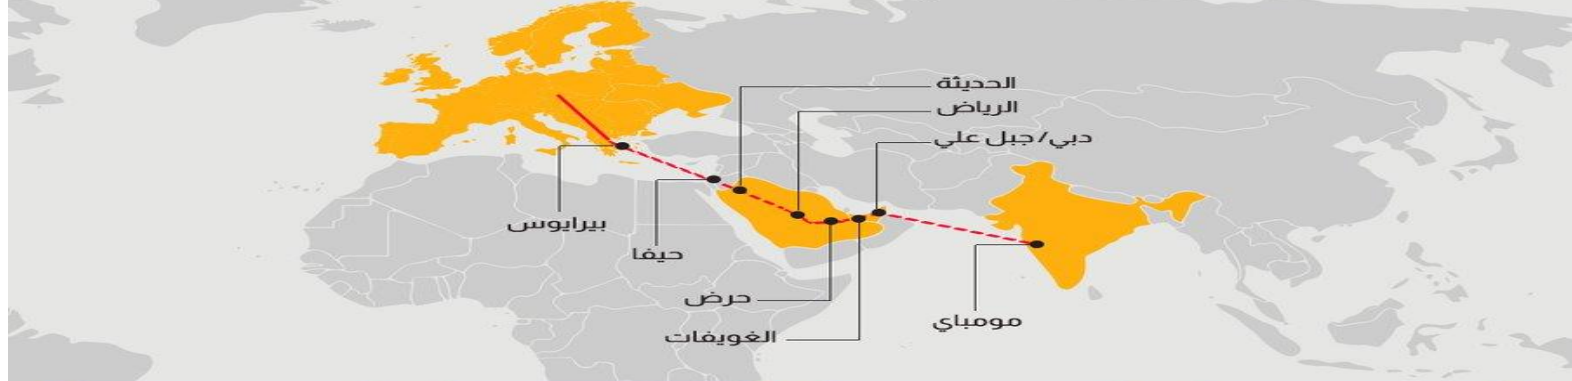 الحديثة
الرياض
دبي/جبل علي
بيرايوس
حيفا
حرض
الغويفات
مومباي